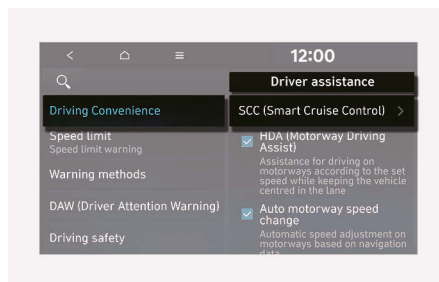 12:00
Driver assistance
Driving Convenience
Speed limit
Speed limit warning
Warning methods
DAW (Driver Attention Warning)
Driving safety
SCC (Smart Cruise Control)
HDA (Motorway Driving
Assist)
Assistance for driving on
motorways according to the set
speed while keeping the vehicle
centred in the lane
Auto motorway speed
change
Automatic speed adjustment on
motorways based on navigation
data